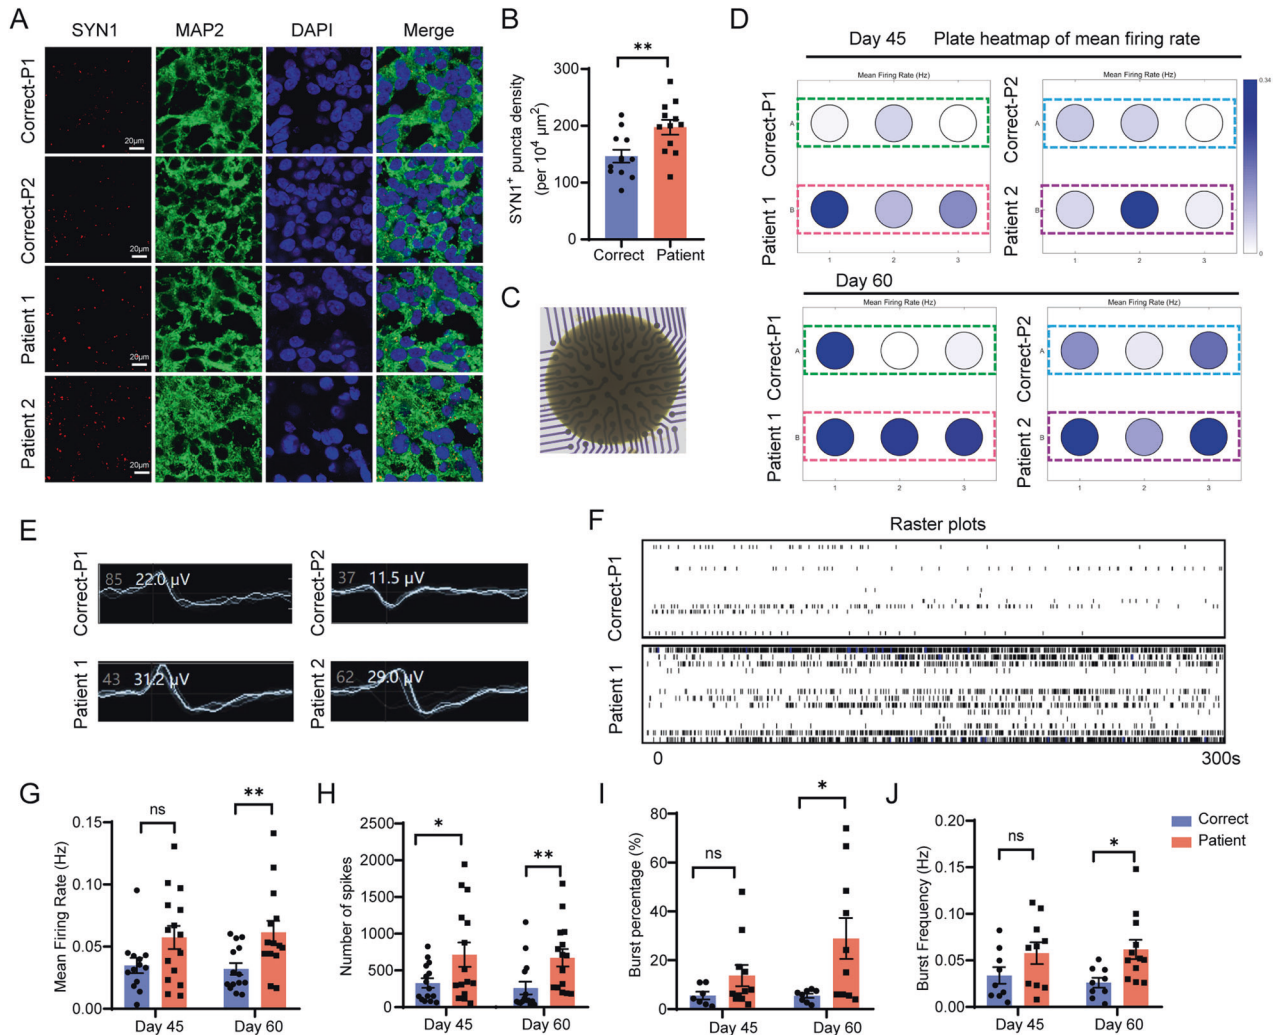 A
SYN1 MAP2 DAPI Merge
Correct-P1
20μm
Correct-P2
20μm
Patient 1
20μm
Patient 2
20μm
B
**
SYN1+ puncta density
(per 10⁴ μm²)
300
200
100
0
Correct Patient
C
D
Day 45 Plate heatmap of mean firing rate
Mean Firing Rate (Hz)
Correct-P1
A
Patient 1
B
1 2 3
Mean Firing Rate (Hz)
Correct-P2
A
Patient 2
B
1 2 3
0.34
0
Day 60
Mean Firing Rate (Hz)
Correct-P1
A
Patient 1
B
1 2 3
Mean Firing Rate (Hz)
Correct-P2
A
Patient 2
B
1 2 3
E
Correct-P1
85 22.0 μV
Correct-P2
37 11.5 μV
Patient 1
43 31.2 μV
Patient 2
62 29.0 μV
F
Raster plots
Correct-P1
Patient 1
0 300s
G
Mean Firing Rate (Hz)
0.15
0.10
0.05
0.00
ns
**
Day 45 Day 60
H
Number of spikes
2500
2000
1500
1000
500
0
*
**
Day 45 Day 60
I
Burst percentage (%)
80
60
40
20
0
ns
*
Day 45 Day 60
J
Burst Frequency (Hz)
0.20
0.15
0.10
0.05
0.00
ns
*
Day 45 Day 60
Correct
Patient